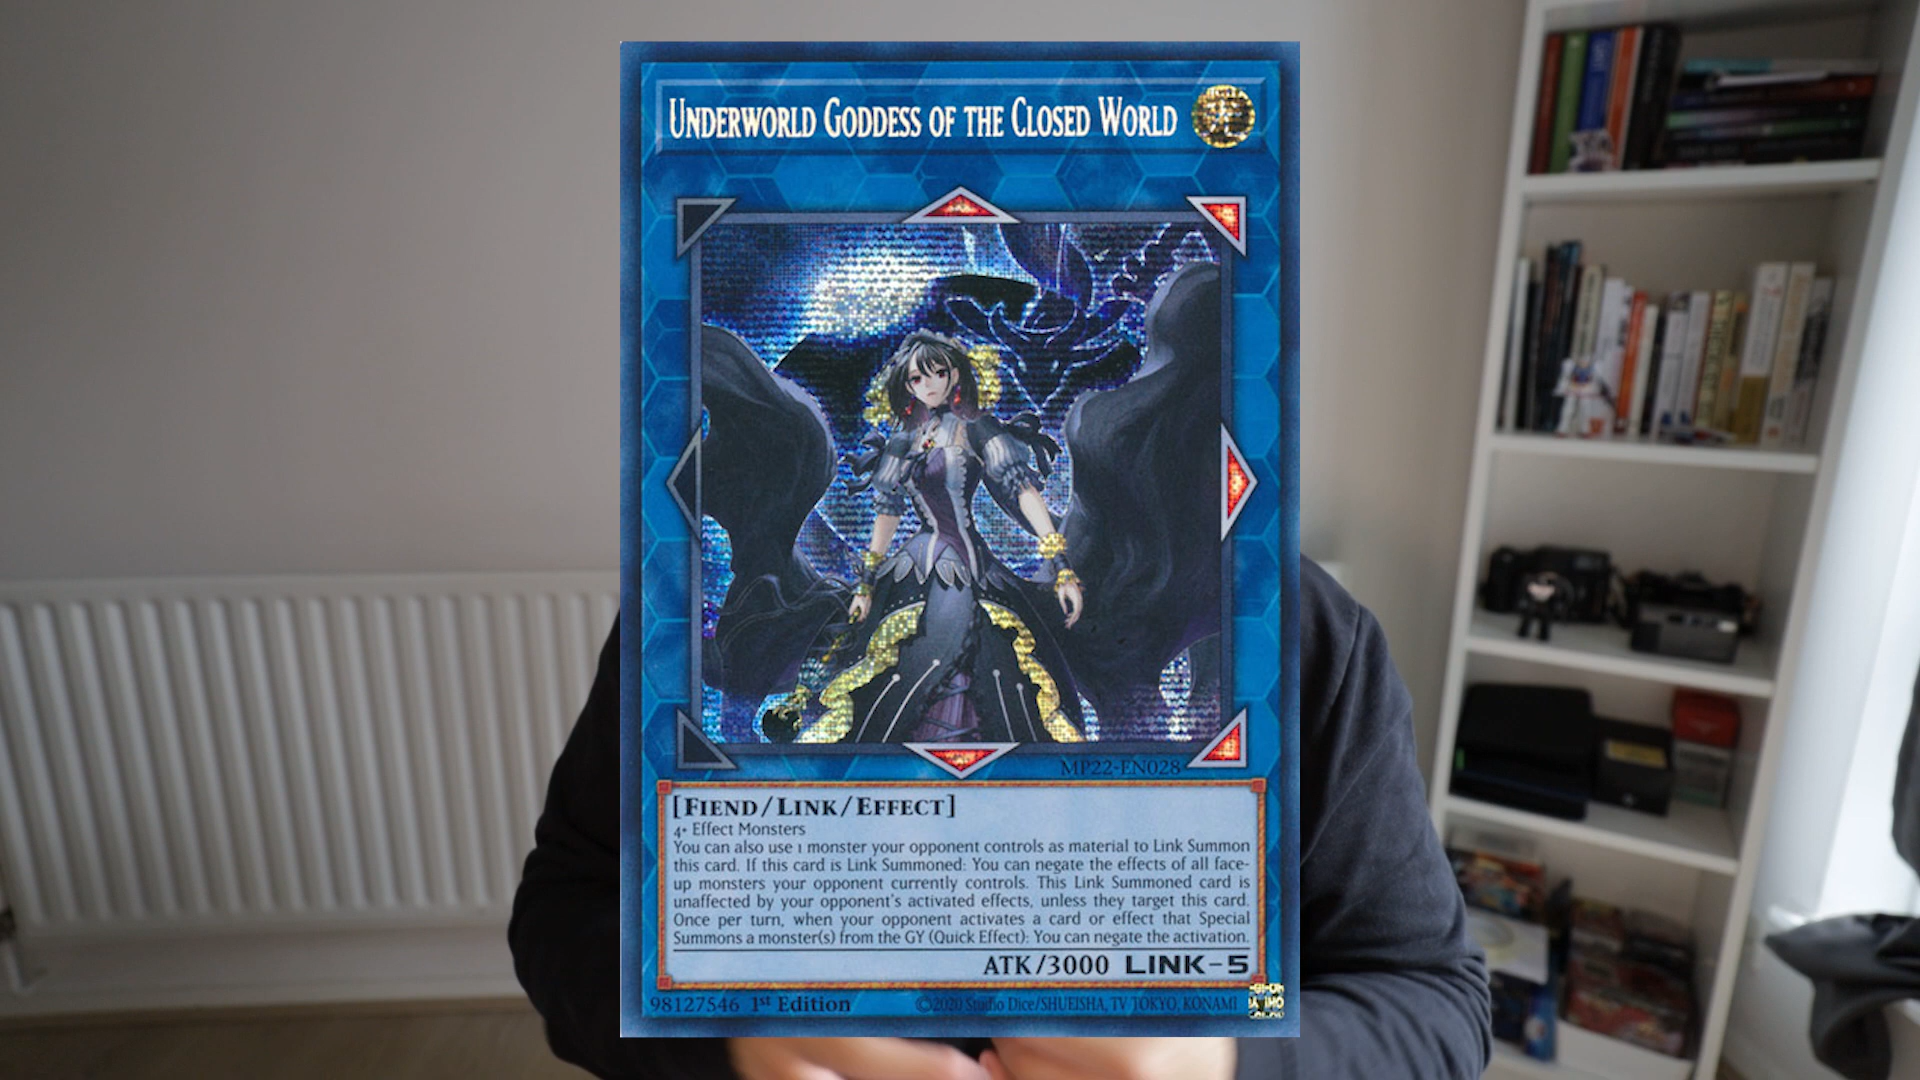 Underworld Goddess of the Closed World
MP22-EN028
[Fiend/Link/Effect]
4+ Effect Monsters
You can also use 1 monster your opponent controls as material to Link Summon
this card. If this card is Link Summoned: You can negate the effects of all face-
up monsters your opponent currently controls. This Link Summoned card is
unaffected by your opponent's activated effects, unless they target this card.
Once per turn, when your opponent activates a card or effect that Special
Summons a monster(s) from the GY (Quick Effect): You can negate the activation.
ATK/3000 LINK-5
98127546 1st Edition ©2020 Studio Dice/SHUEISHA, TV TOKYO, KONAMI